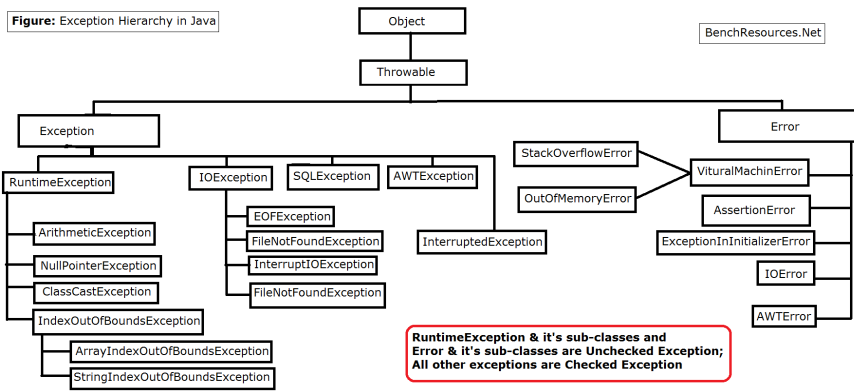 Figure: Exception Hierarchy in Java
Object
BenchResources.Net
Throwable
Exception
Error
RuntimeException
IOException
SQLException
AWTException
StackOverflowError
VituralMachinError
OutOfMemoryError
AssertionError
EOFException
ArithmeticException
FileNotFoundException
InterruptedException
ExceptionInInitializerError
NullPointerException
InterruptIOException
IOError
ClassCastException
FileNotFoundException
IndexOutOfBoundsException
AWTError
ArrayIndexOutOfBoundsException
StringIndexOutOfBoundsException
RuntimeException & it's sub-classes and
Error & it's sub-classes are Unchecked Exception;
All other exceptions are Checked Exception